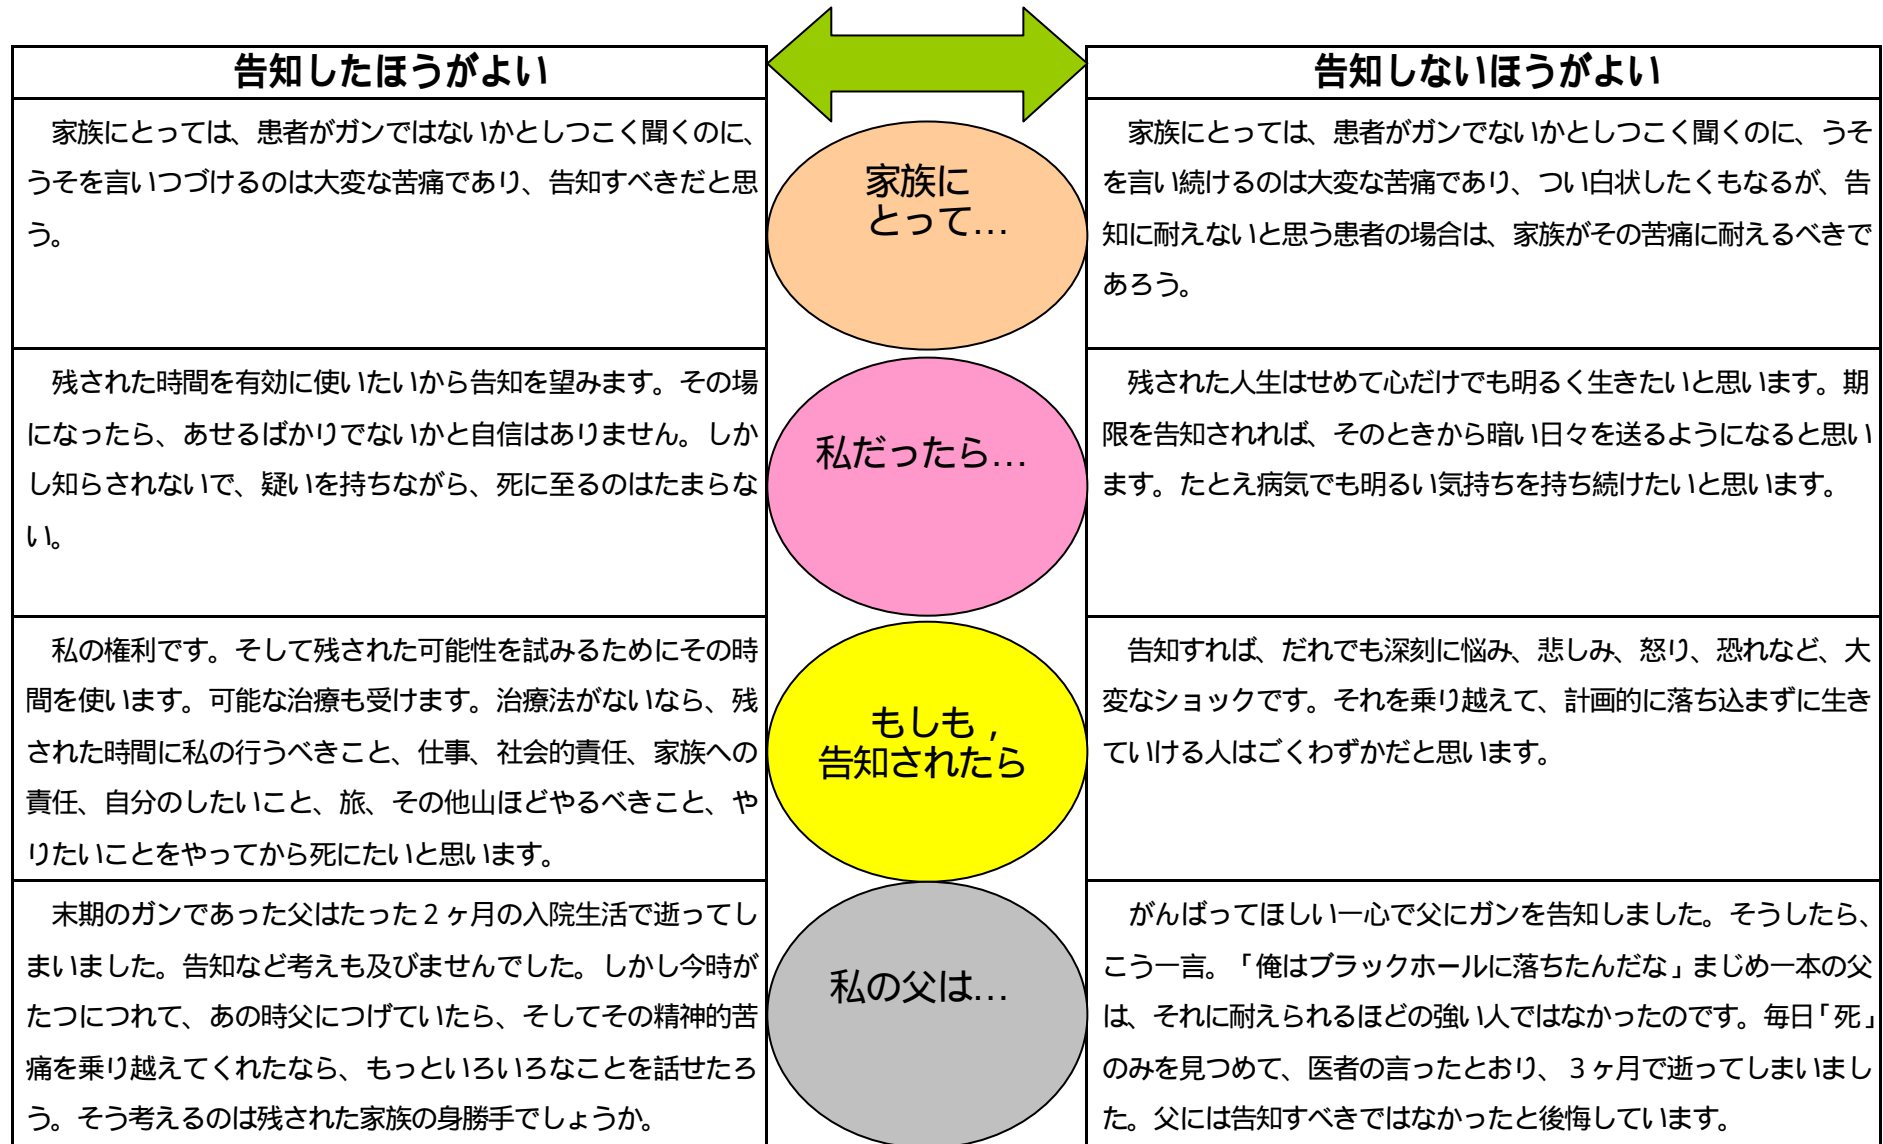 告知したほうがよい
告知しないほうがよい
家族にとっては、患者がガンではないかとしつこく聞くのに、
うそを言いつづけるのは大変な苦痛であり、告知すべきだと思
う。
家族に
とって…
家族にとっては、患者がガンでないかとしつこく聞くのに、うそ
を言い続けるのは大変な苦痛であり、つい白状したくもなるが、告
知に耐えないと思う患者の場合は、家族がその苦痛に耐えるべきで
あろう。
残された時間を有効に使いたいから告知を望みます。その場
になったら、あせるばかりでないかと自信はありません。しか
し知らされないで、疑いを持ちながら、死に至るのはたまらな
い。
私だったら…
残された人生はせめて心だけでも明るく生きたいと思います。期
限を告知されれば、そのときから暗い日々を送るようになると思い
ます。たとえ病気でも明るい気持ちを持ち続けたいと思います。
私の権利です。そして残された可能性を試みるためにその時
間を使います。可能な治療も受けます。治療法がないなら、残
された時間に私の行うべきこと、仕事、社会的責任、家族への
責任、自分のしたいこと、旅、その他山ほどやるべきこと、や
りたいことをやってから死にたいと思います。
もしも，
告知されたら
告知すれば、だれでも深刻に悩み、悲しみ、怒り、恐れなど、大
変なショックです。それを乗り越えて、計画的に落ち込まずに生き
ていける人はごくわずかだと思います。
末期のガンであった父はたった２ヶ月の入院生活で逝ってし
まいました。告知など考えも及びませんでした。しかし今時が
たつにつれて、あの時父につげていたら、そしてその精神的苦
痛を乗り越えてくれたなら、もっといろいろなことを話せたろ
う。そう考えるのは残された家族の身勝手でしょうか。
私の父は…
がんばってほしい一心で父にガンを告知しました。そうしたら、
こう一言。「俺はブラックホールに落ちたんだな」まじめ一本の父
は、それに耐えられるほどの強い人ではなかったのです。毎日「死」
のみを見つめて、医者の言ったとおり、３ヶ月で逝ってしまいまし
た。父には告知すべきではなかったと後悔しています。